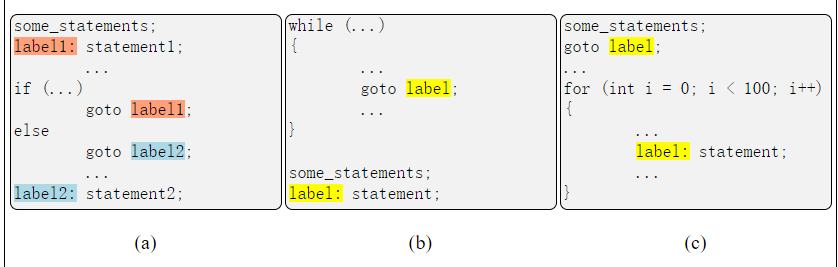 some_statements;
label1: statement1;
...
if (...)
goto label1;
else
goto label2;
...
label2: statement2;
(a)
while (...)
{
...
goto label;
...
}
some_statements;
label: statement;
(b)
some_statements;
goto label;
...
for (int i = 0; i < 100; i++)
{
...
label: statement;
...
}
(c)